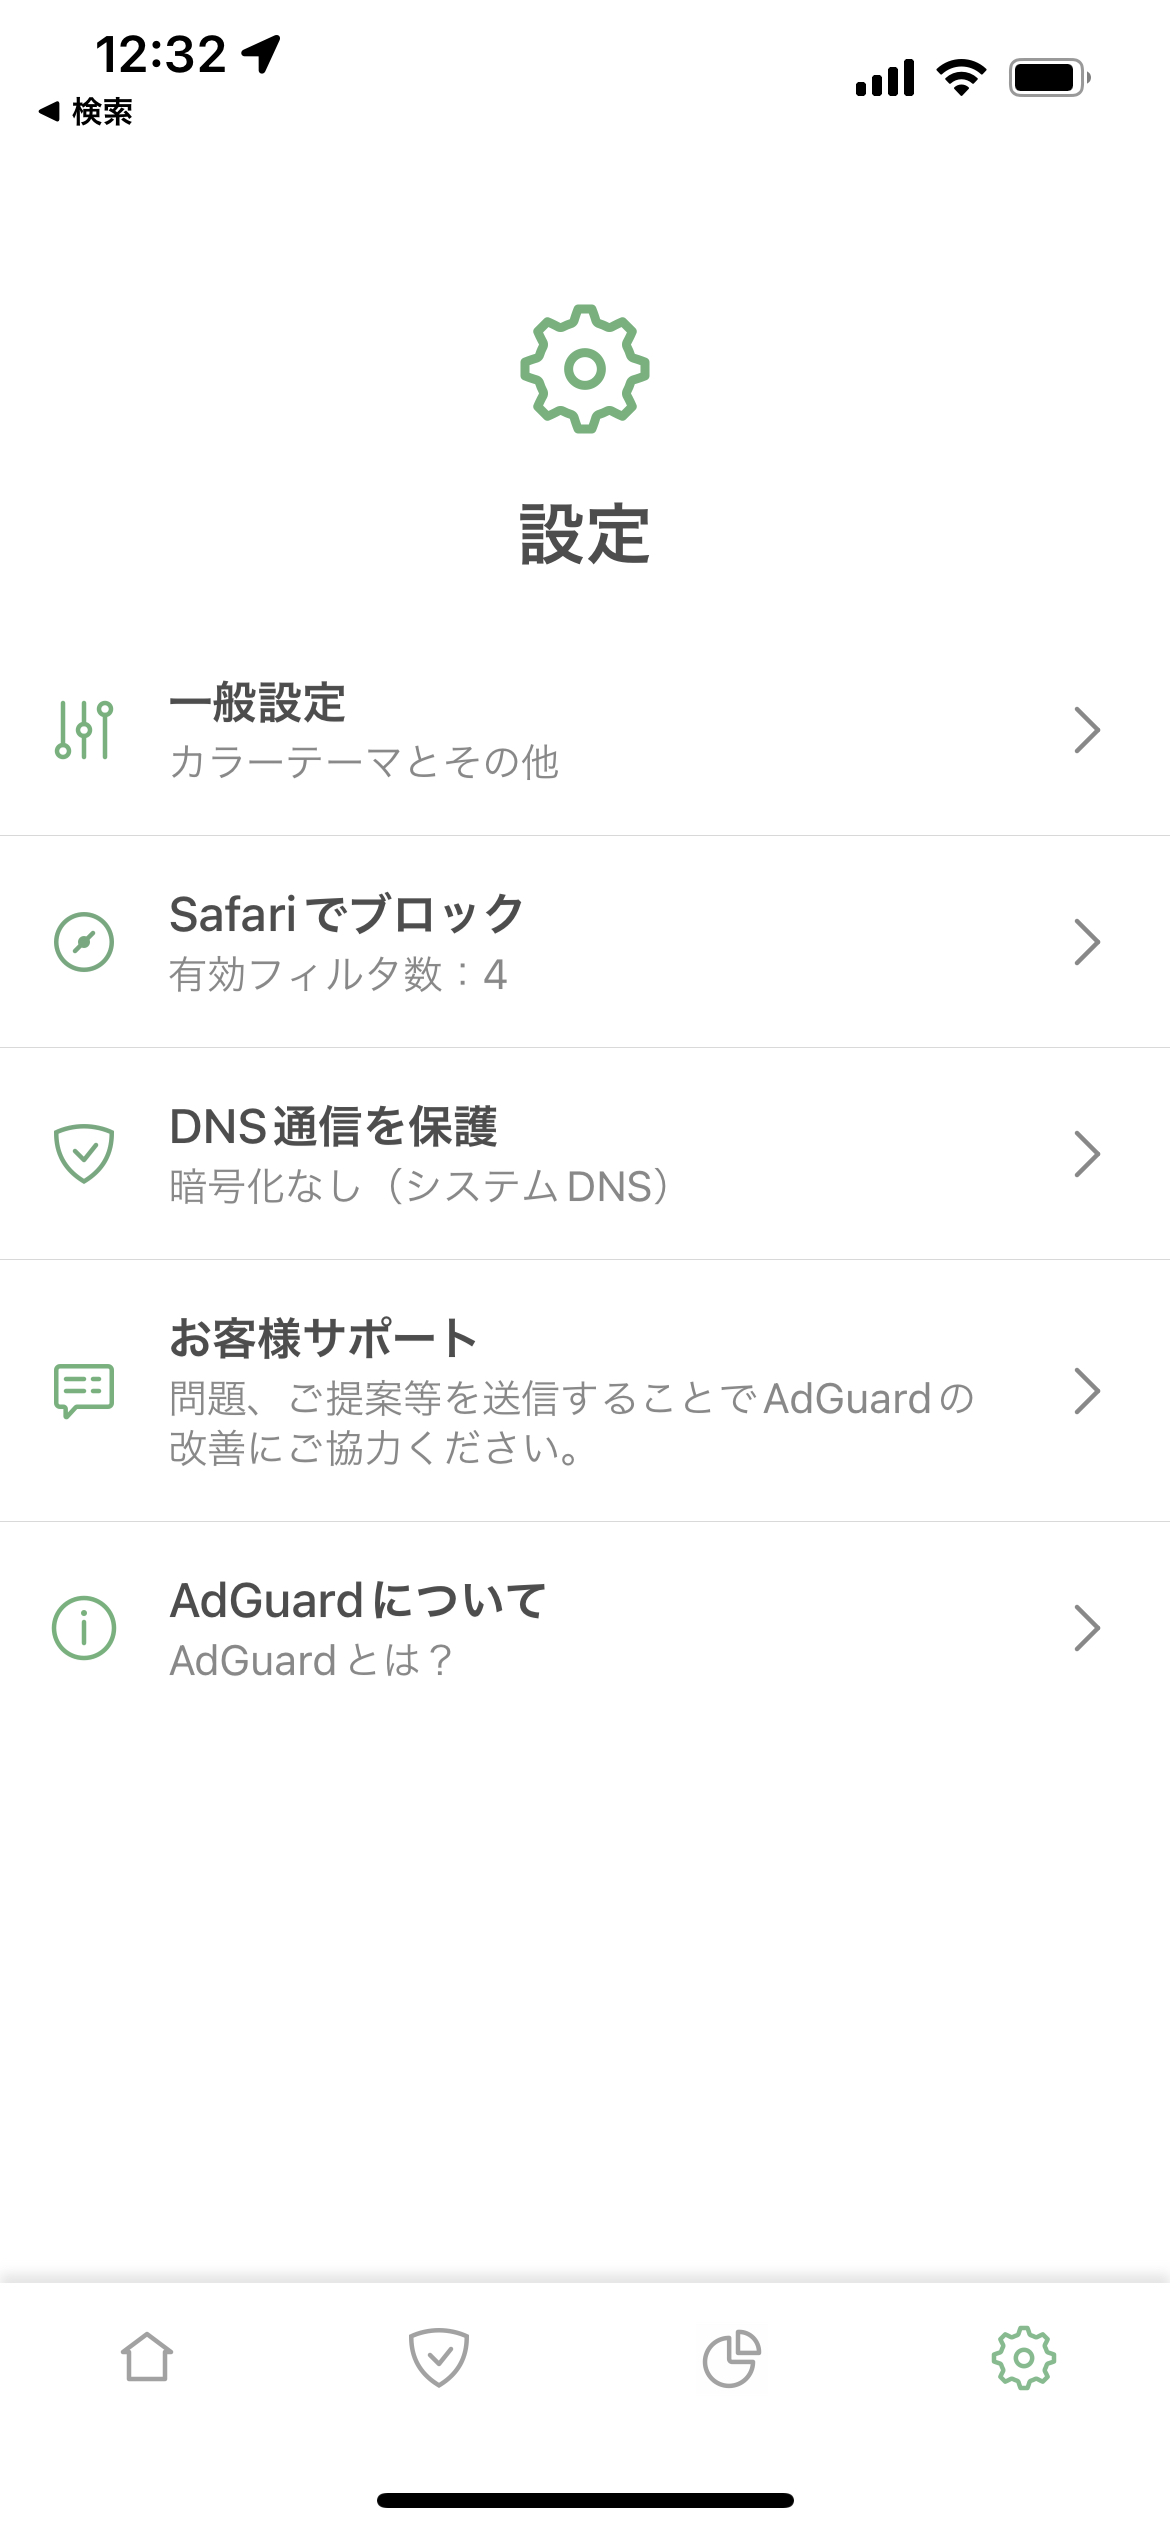 12:32
◀ 検索
設定
一般設定
カラーテーマとその他
Safariでブロック
有効フィルタ数：4
DNS通信を保護
暗号化なし（システムDNS）
お客様サポート
問題、ご提案等を送信することでAdGuardの
改善にご協力ください。
AdGuardについて
AdGuardとは？